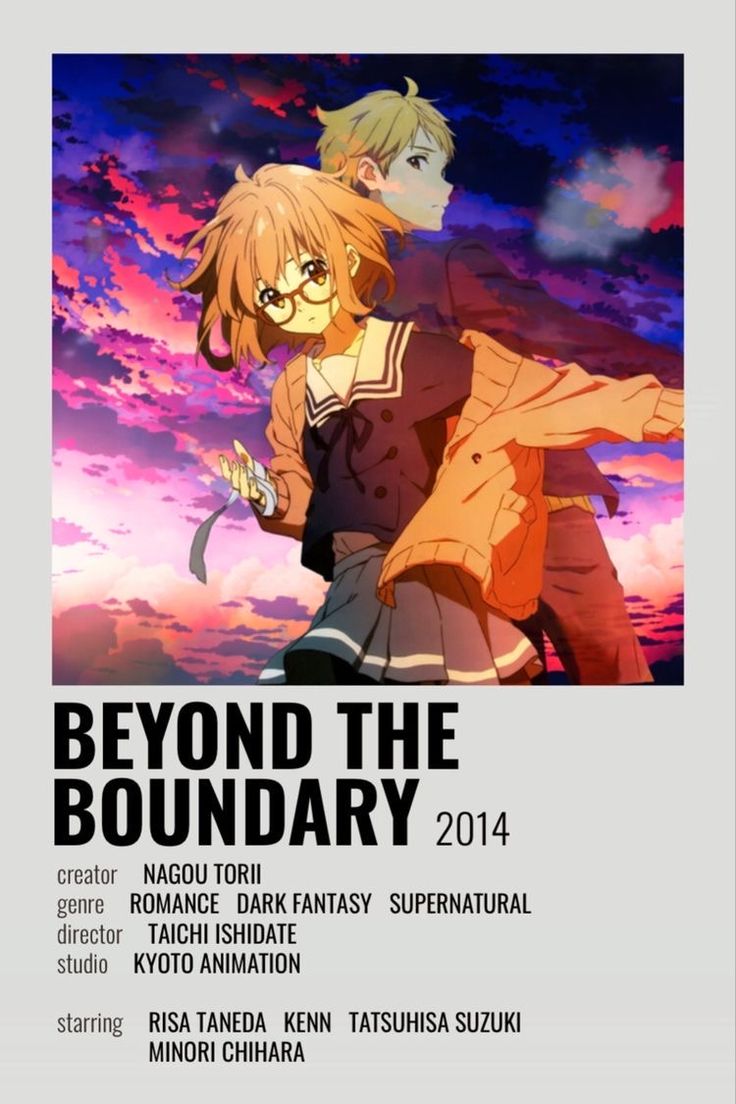 BEYOND THE
BOUNDARY 2014
creator NAGOU TORII
genre ROMANCE DARK FANTASY SUPERNATURAL
director TAICHI ISHIDATE
studio KYOTO ANIMATION
starring RISA TANEDA KENN TATSUHISA SUZUKI
MINORI CHIHARA